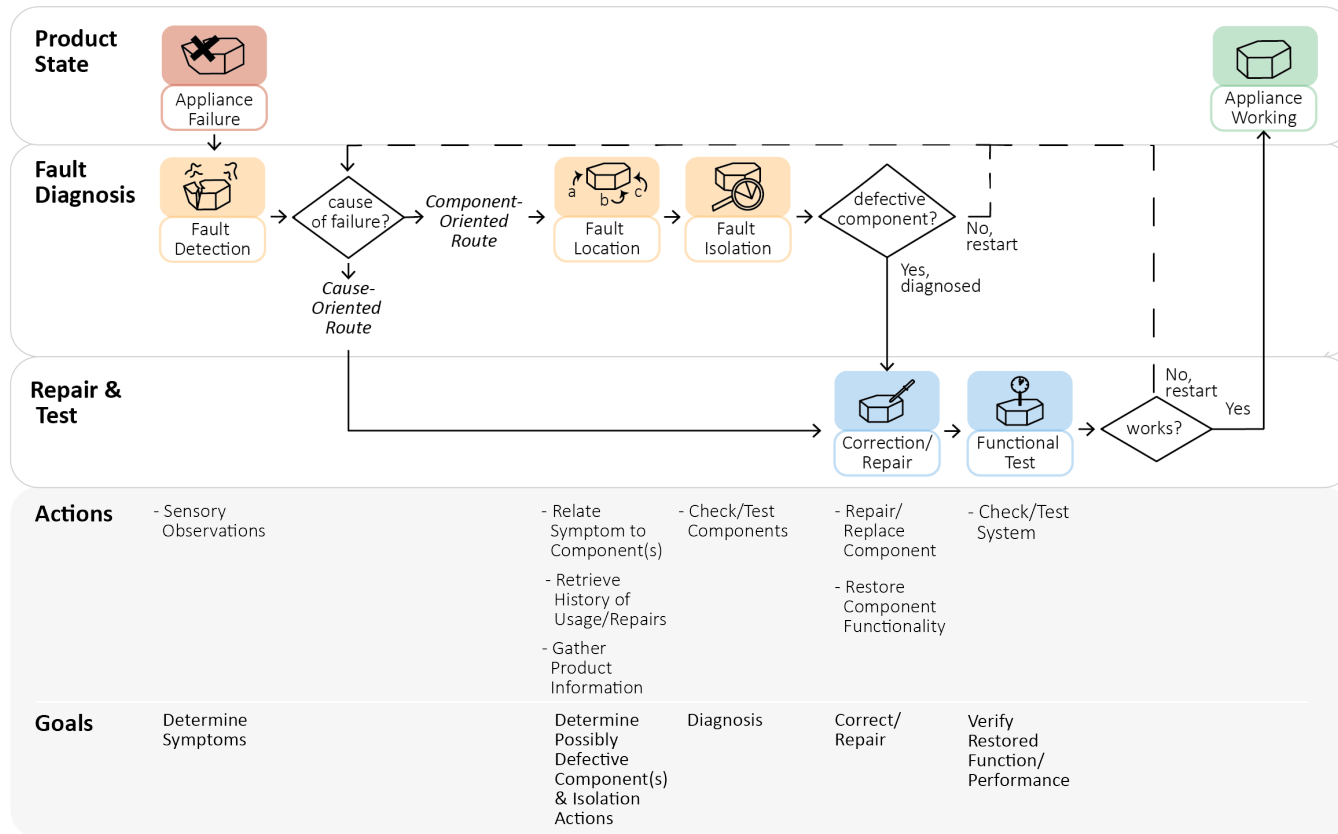 Product
State
Appliance
Failure
Appliance
Working
Fault
Diagnosis
Fault
Detection
cause
of failure?
Component-
Oriented
Route
Cause-
Oriented
Route
a
b
c
Fault
Location
Fault
Isolation
defective
component?
No,
restart
Yes,
diagnosed
Repair &
Test
Correction/
Repair
Functional
Test
works?
No,
restart
Yes
Actions
- Sensory
Observations
- Relate
Symptom to
Component(s)
- Retrieve
History of
Usage/Repairs
- Gather
Product
Information
- Check/Test
Components
- Repair/
Replace
Component
- Restore
Component
Functionality
- Check/Test
System
Goals
Determine
Symptoms
Determine
Possibly
Defective
Component(s)
& Isolation
Actions
Diagnosis
Correct/
Repair
Verify
Restored
Function/
Performance